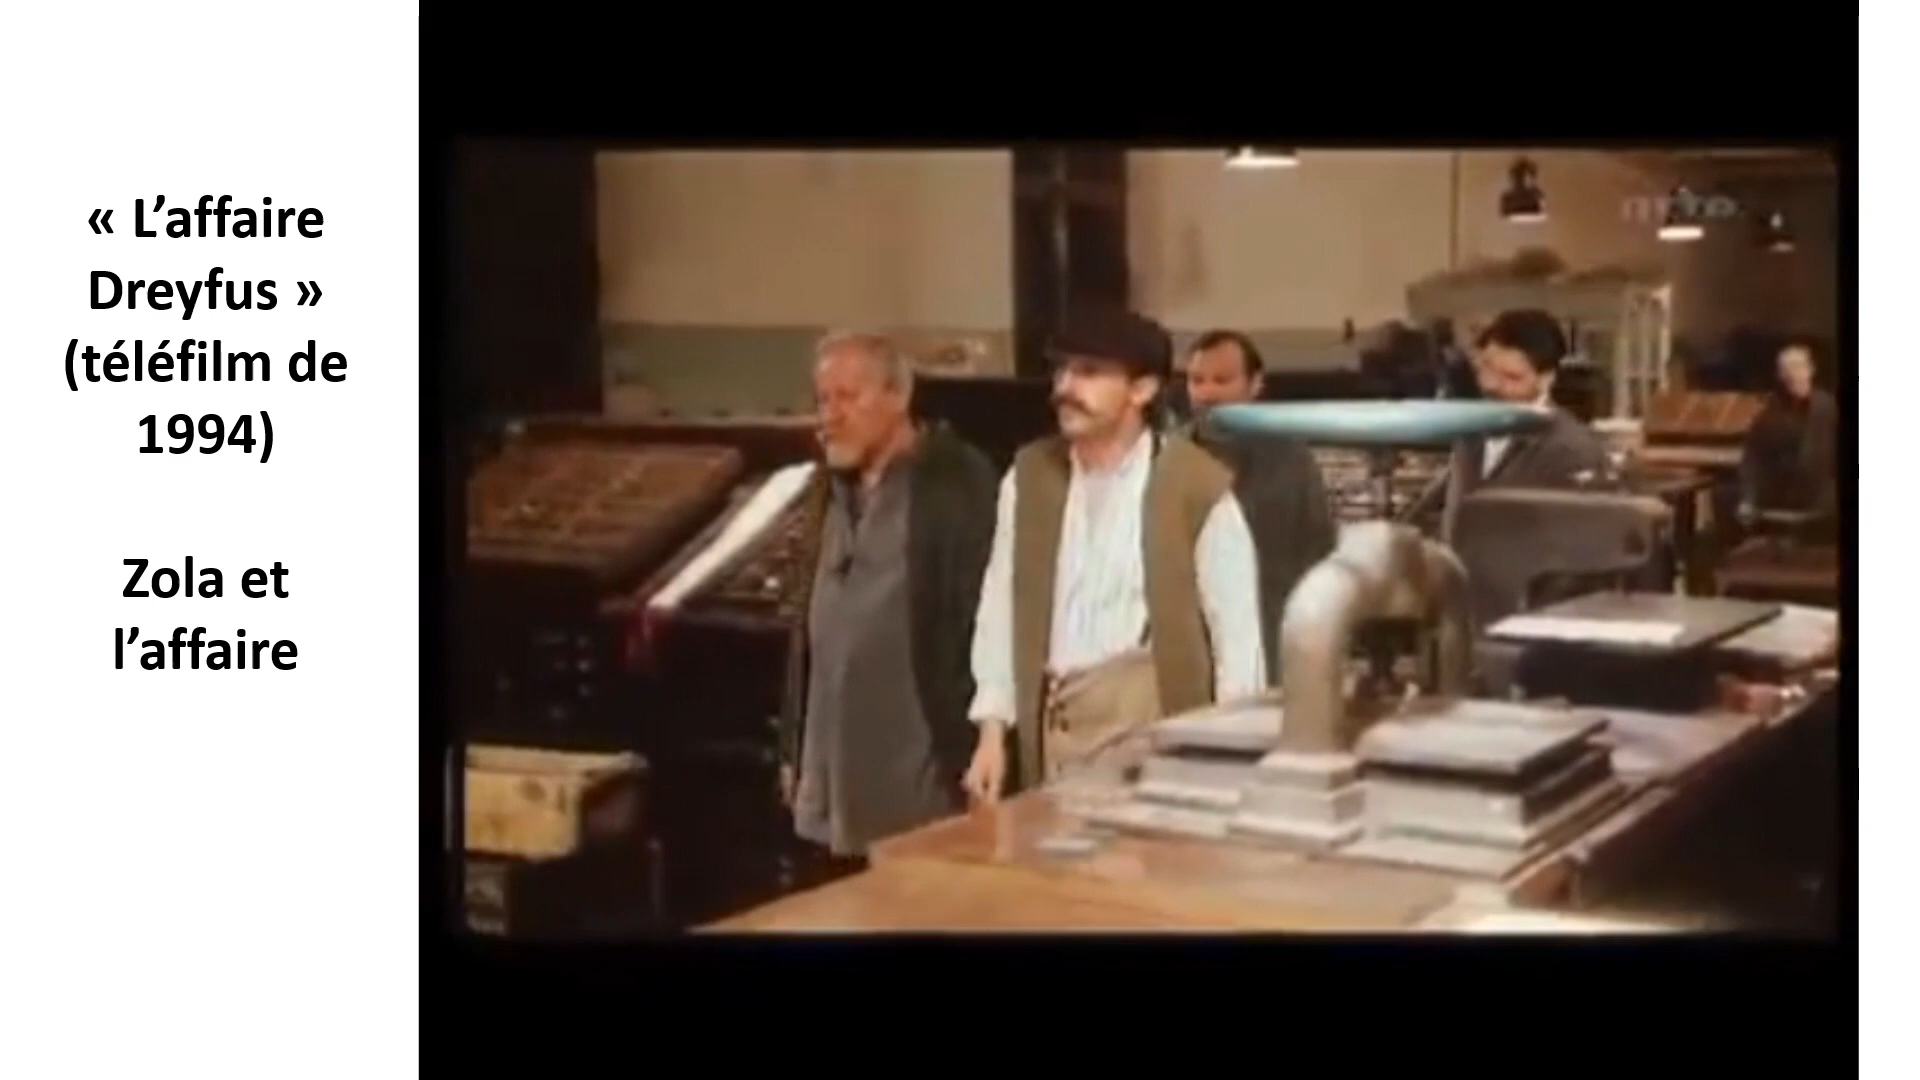 « L’affaire
Dreyfus »
(téléfilm de
1994)
Zola et
l’affaire